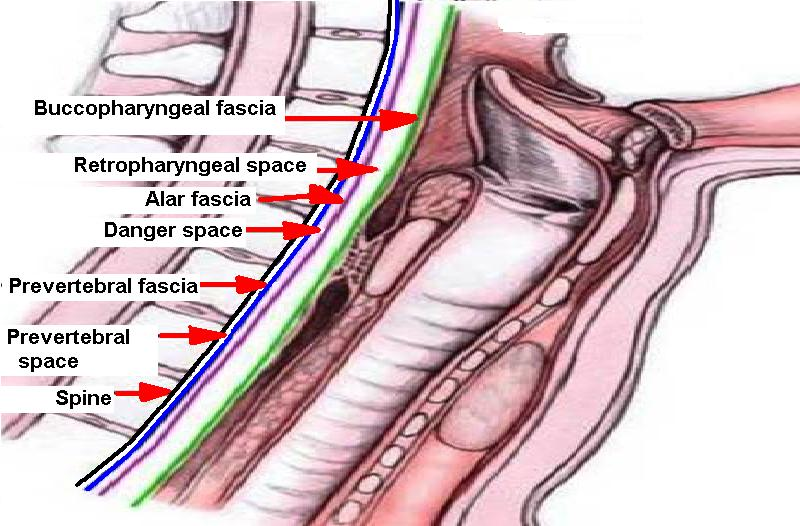 Buccopharyngeal fascia
Retropharyngeal space
Alar fascia
Danger space
Prevertebral fascia
Prevertebral
space
Spine